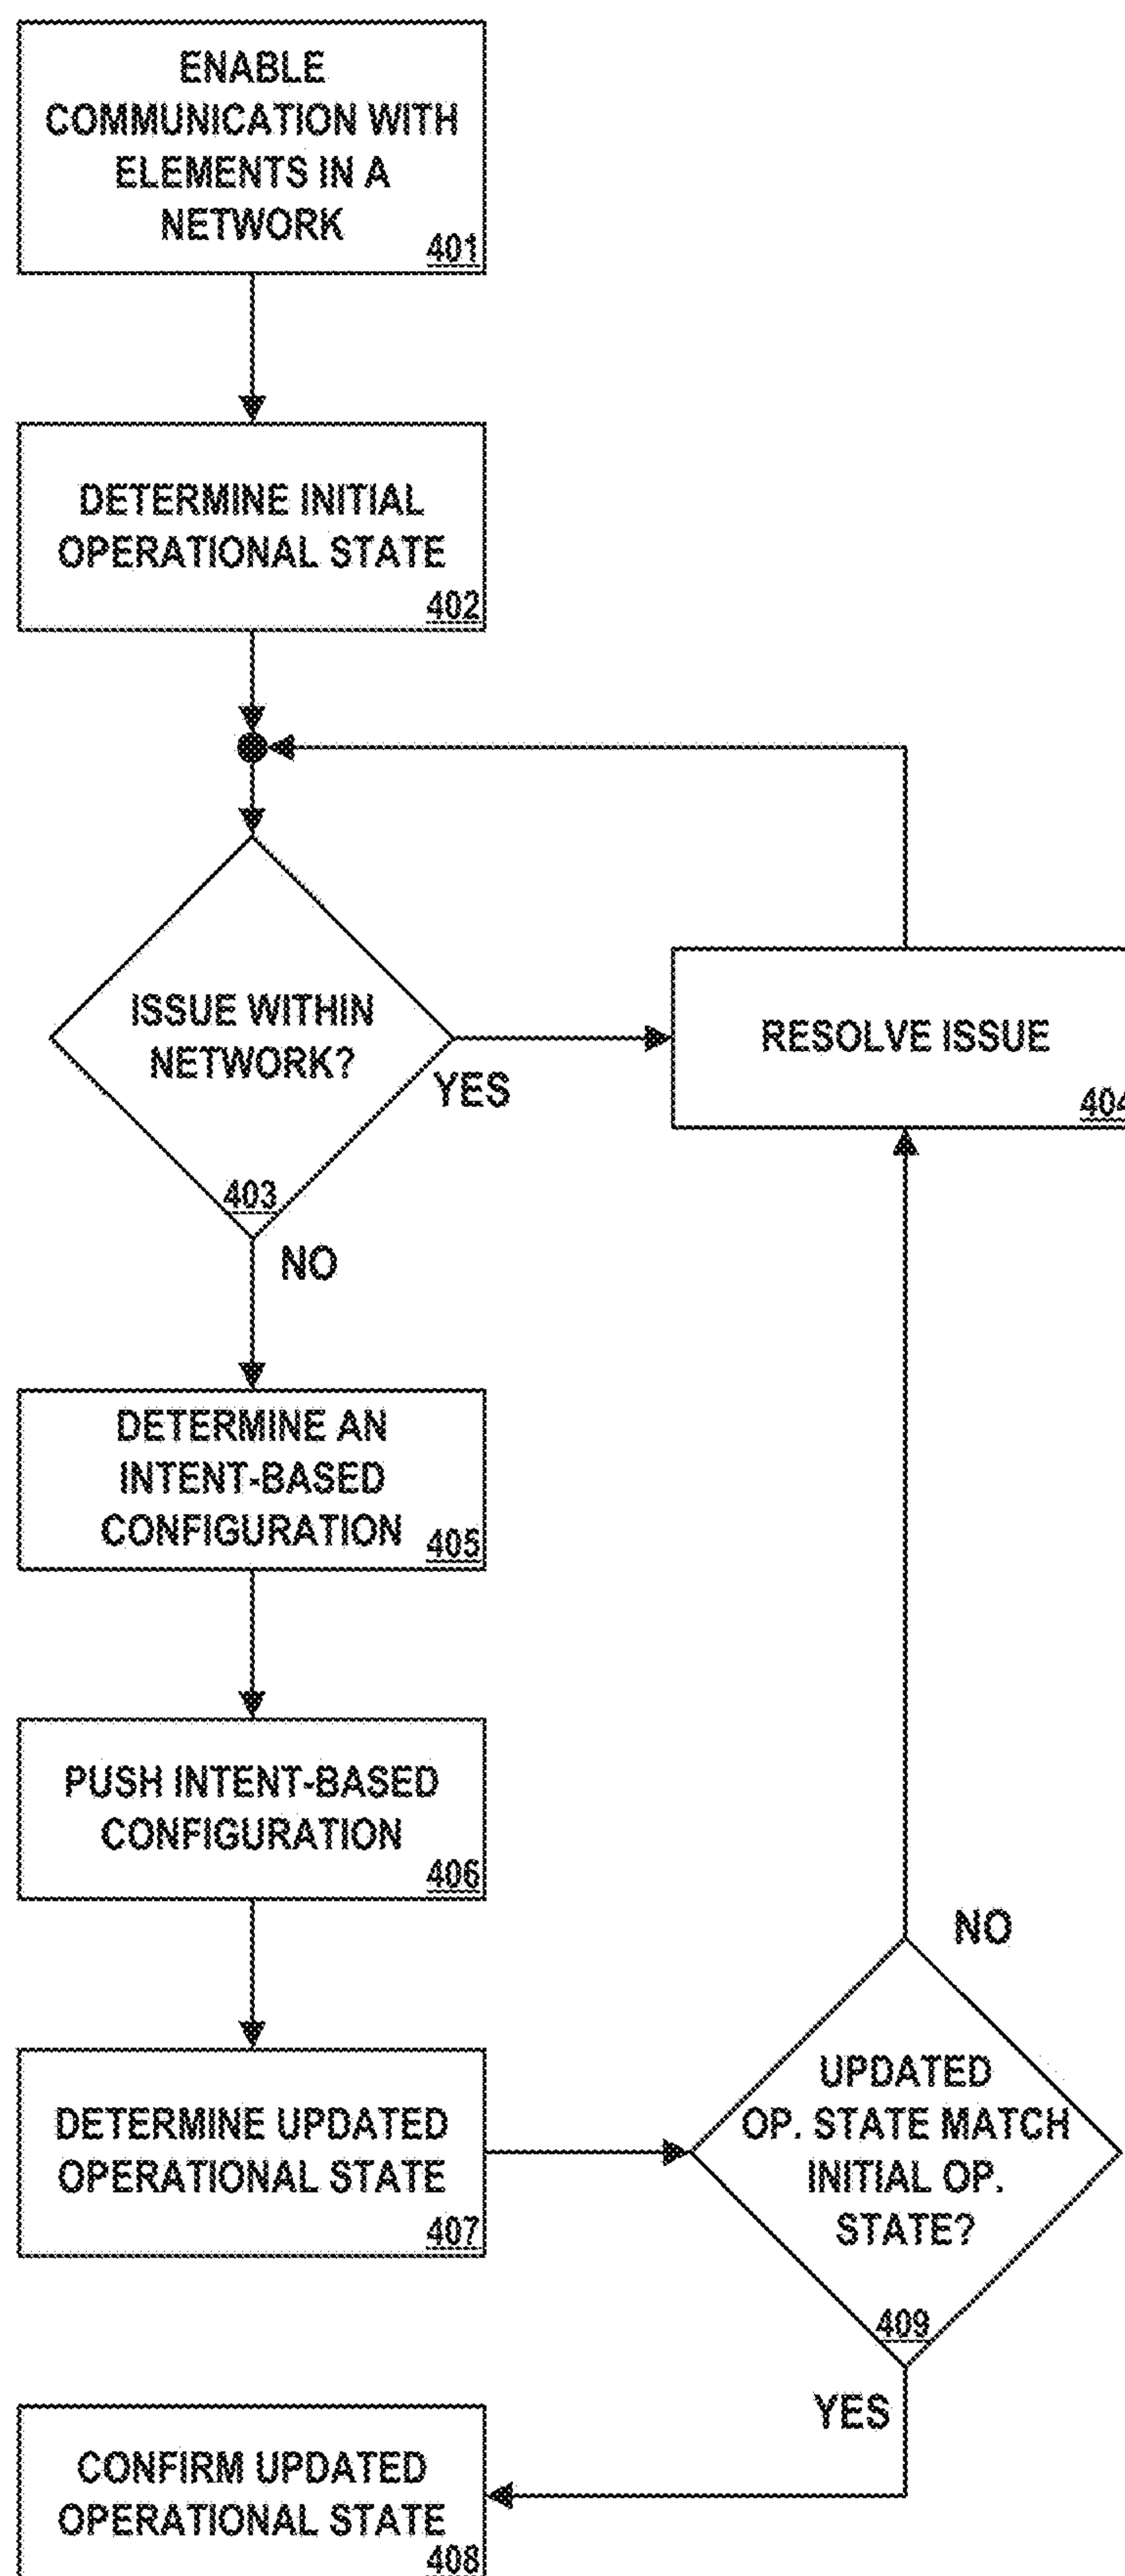 ENABLE
COMMUNICATION WITH
ELEMENTS IN A
NETWORK
401
DETERMINE INITIAL
OPERATIONAL STATE
402
ISSUE WITHIN
NETWORK?
403
YES
NO
RESOLVE ISSUE
404
DETERMINE AN
INTENT-BASED
CONFIGURATION
405
PUSH INTENT-BASED
CONFIGURATION
406
DETERMINE UPDATED
OPERATIONAL STATE
407
NO
UPDATED
OP. STATE MATCH
INITIAL OP.
STATE?
409
YES
CONFIRM UPDATED
OPERATIONAL STATE
408